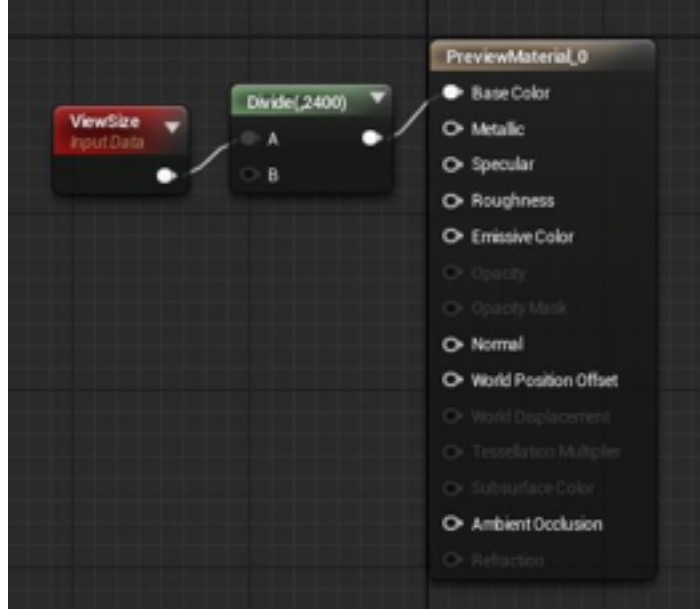 ViewSize
Input Data
Divide(,2400)
A
B
PreviewMaterial_0
Base Color
Metallic
Specular
Roughness
Emissive Color
Opacity
Opacity Mask
Normal
World Position Offset
World Displacement
Tessellation Multiplier
Subsurface Color
Ambient Occlusion
Refraction